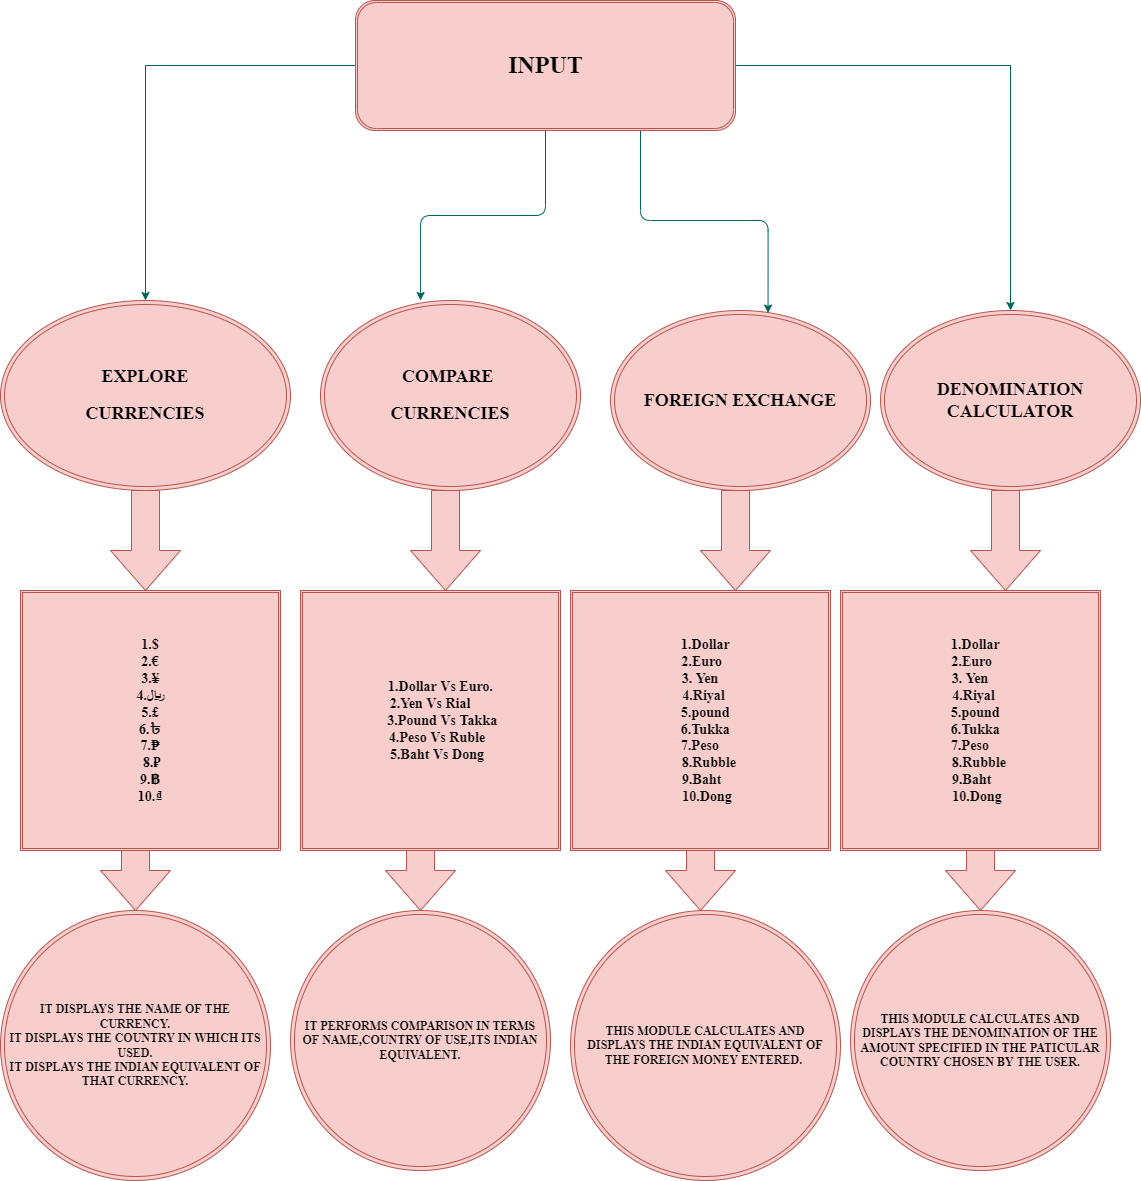 INPUT
EXPLORE
CURRENCIES
COMPARE
CURRENCIES
FOREIGN EXCHANGE
DENOMINATION
CALCULATOR
1.$
2.€
3.¥
4.﷼
5.£
6.৳
7.₱
8.₽
9.฿
10.₫
1.Dollar Vs Euro.
2.Yen Vs Rial
3.Pound Vs Takka
4.Peso Vs Ruble
5.Baht Vs Dong
1.Dollar
2.Euro
3. Yen
4.Riyal
5.pound
6.Tukka
7.Peso
8.Rubble
9.Baht
10.Dong
1.Dollar
2.Euro
3. Yen
4.Riyal
5.pound
6.Tukka
7.Peso
8.Rubble
9.Baht
10.Dong
IT DISPLAYS THE NAME OF THE
CURRENCY.
IT DISPLAYS THE COUNTRY IN WHICH ITS
USED.
IT DISPLAYS THE INDIAN EQUIVALENT OF
THAT CURRENCY.
IT PERFORMS COMPARISON IN TERMS
OF NAME,COUNTRY OF USE,ITS INDIAN
EQUIVALENT.
THIS MODULE CALCULATES AND
DISPLAYS THE INDIAN EQUIVALENT OF
THE FOREIGN MONEY ENTERED.
THIS MODULE CALCULATES AND
DISPLAYS THE DENOMINATION OF THE
AMOUNT SPECIFIED IN THE PATICULAR
COUNTRY CHOSEN BY THE USER.